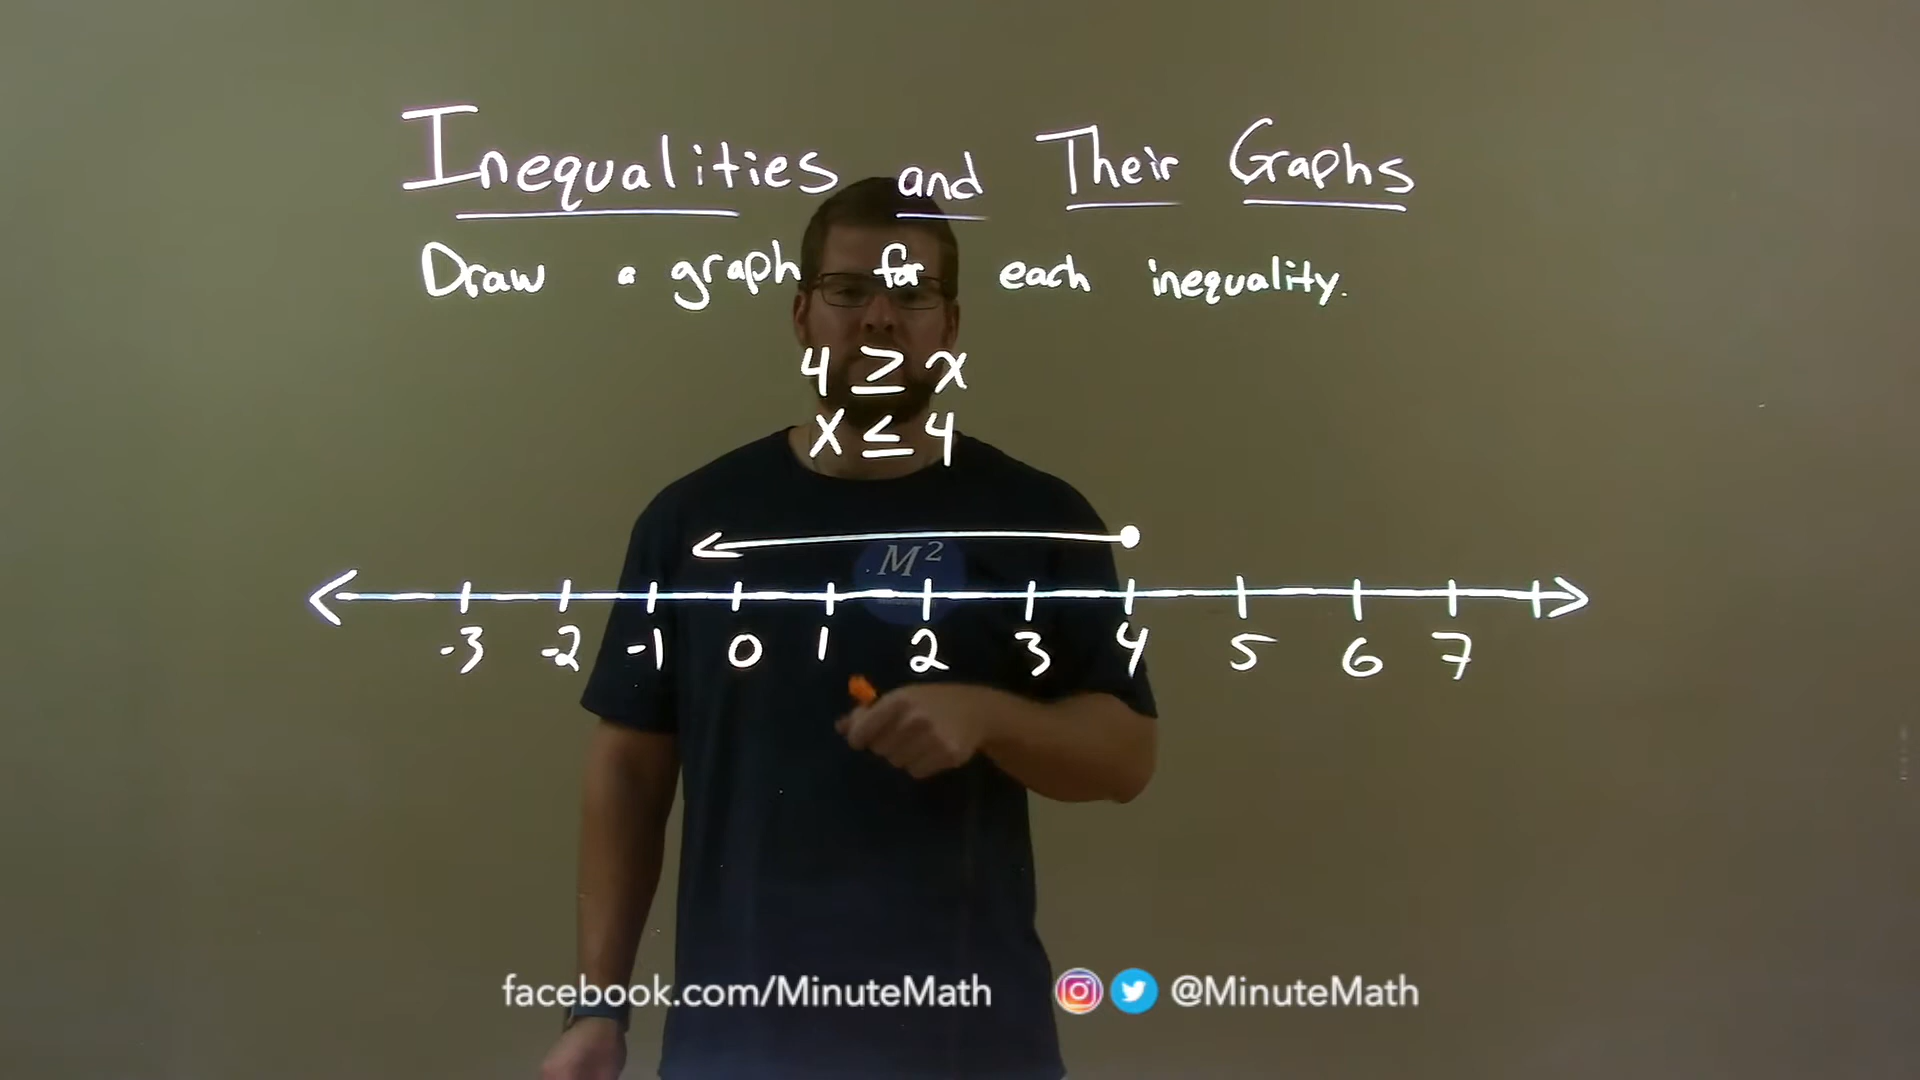 Inequalities and Their Graphs
Draw a graph for each inequality.
4 ≥ x
x ≤ 4
M²
-3 -2 -1 0 1 2 3 4 5 6 7
facebook.com/MinuteMath @MinuteMath